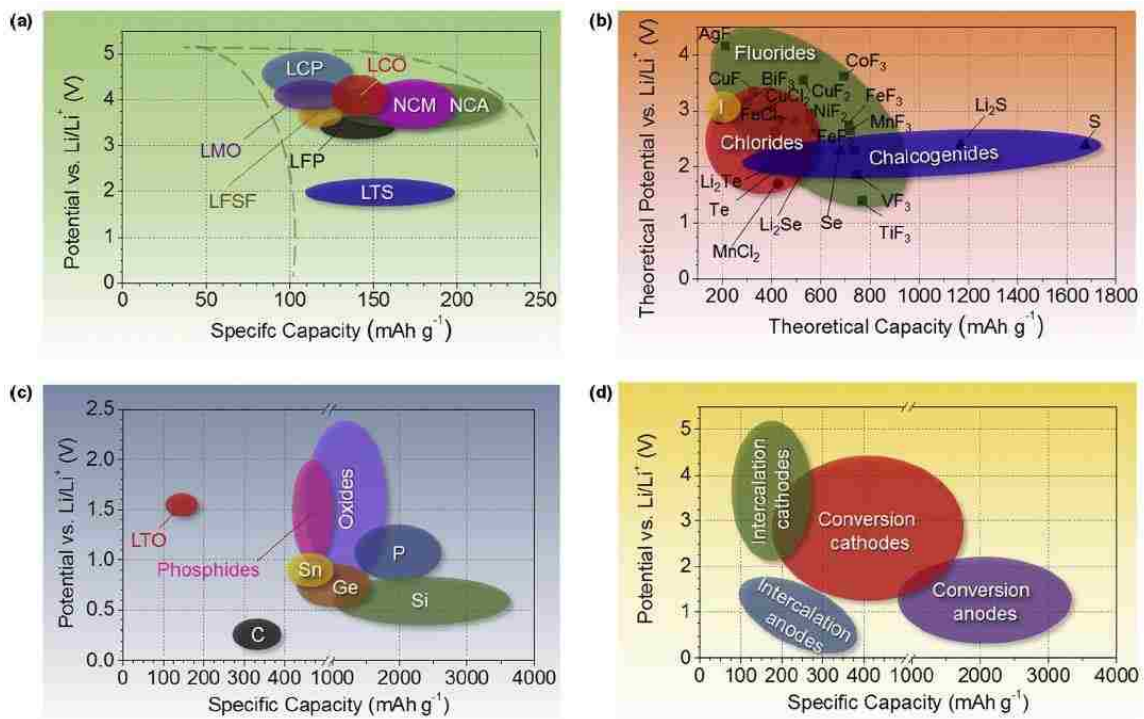 (a)
Potential vs. Li/Li⁺ (V)
5
4
3
2
1
0
LCP
LCO
NCM
NCA
LMO
LFP
LFSF
LTS
0
50
100
150
200
250
Specifc Capacity (mAh g⁻¹)
(b)
Theoretical Potential vs. Li/Li⁺ (V)
4
3
2
1
0
AgF
Fluorides
CoF₃
CuF
BiF₃
CuF₂
I
CuCl₂
FeF₃
Li₂S
S
FeCl₂
NiF₂
MnF₃
Chlorides
FeF
Chalcogenides
Li₂Te
Te
Li₂Se
Se
VF₃
TiF₃
MnCl₂
200
400
600
800
1000
1200
1400
1600
1800
Theoretical Capacity (mAh g⁻¹)
(c)
Potential vs. Li/Li⁺ (V)
2.5
2.0
1.5
1.0
0.5
0.0
LTO
Phosphides
Oxides
P
Sn
Ge
Si
C
0
100
200
300
400
1000
2000
3000
4000
Specific Capacity (mAh g⁻¹)
(d)
Potential vs. Li/Li⁺ (V)
5
4
3
2
1
0
Intercalation
cathodes
Conversion
cathodes
Intercalation
anodes
Conversion
anodes
0
100
200
300
400
1000
2000
3000
4000
Specific Capacity (mAh g⁻¹)